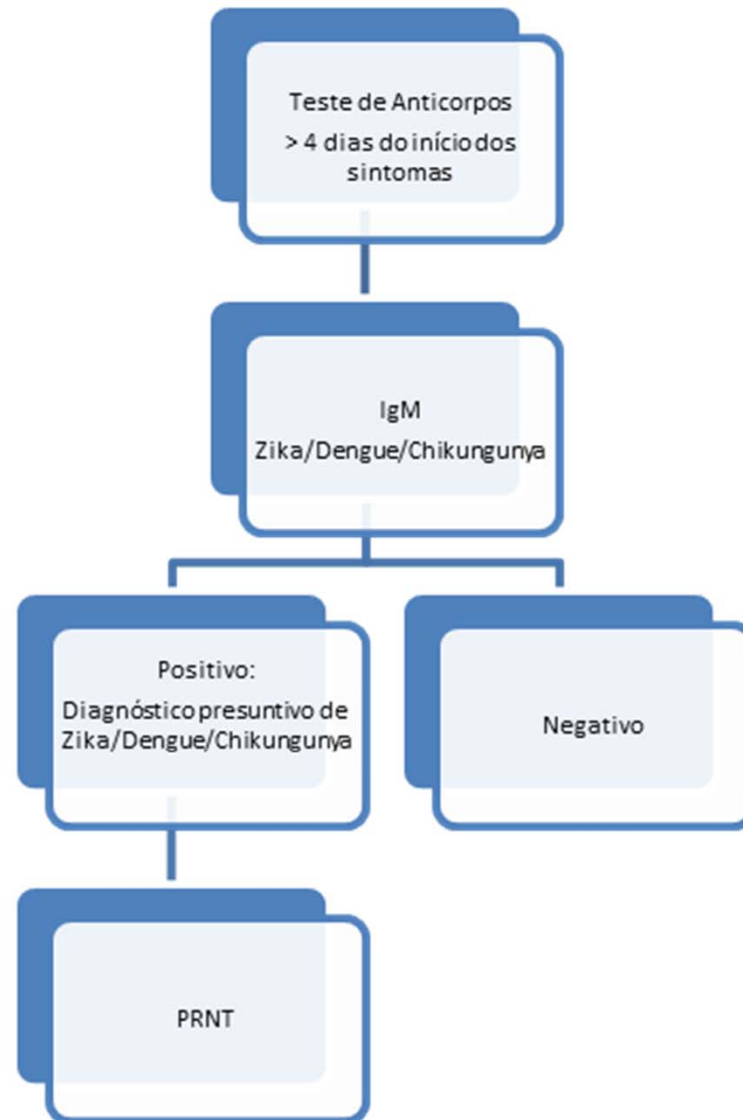 Teste de Anticorpos
> 4 dias do início dos
sintomas
IgM
Zika/Dengue/Chikungunya
Positivo:
Diagnóstico presuntivo de
Zika/Dengue/Chikungunya
Negativo
PRNT